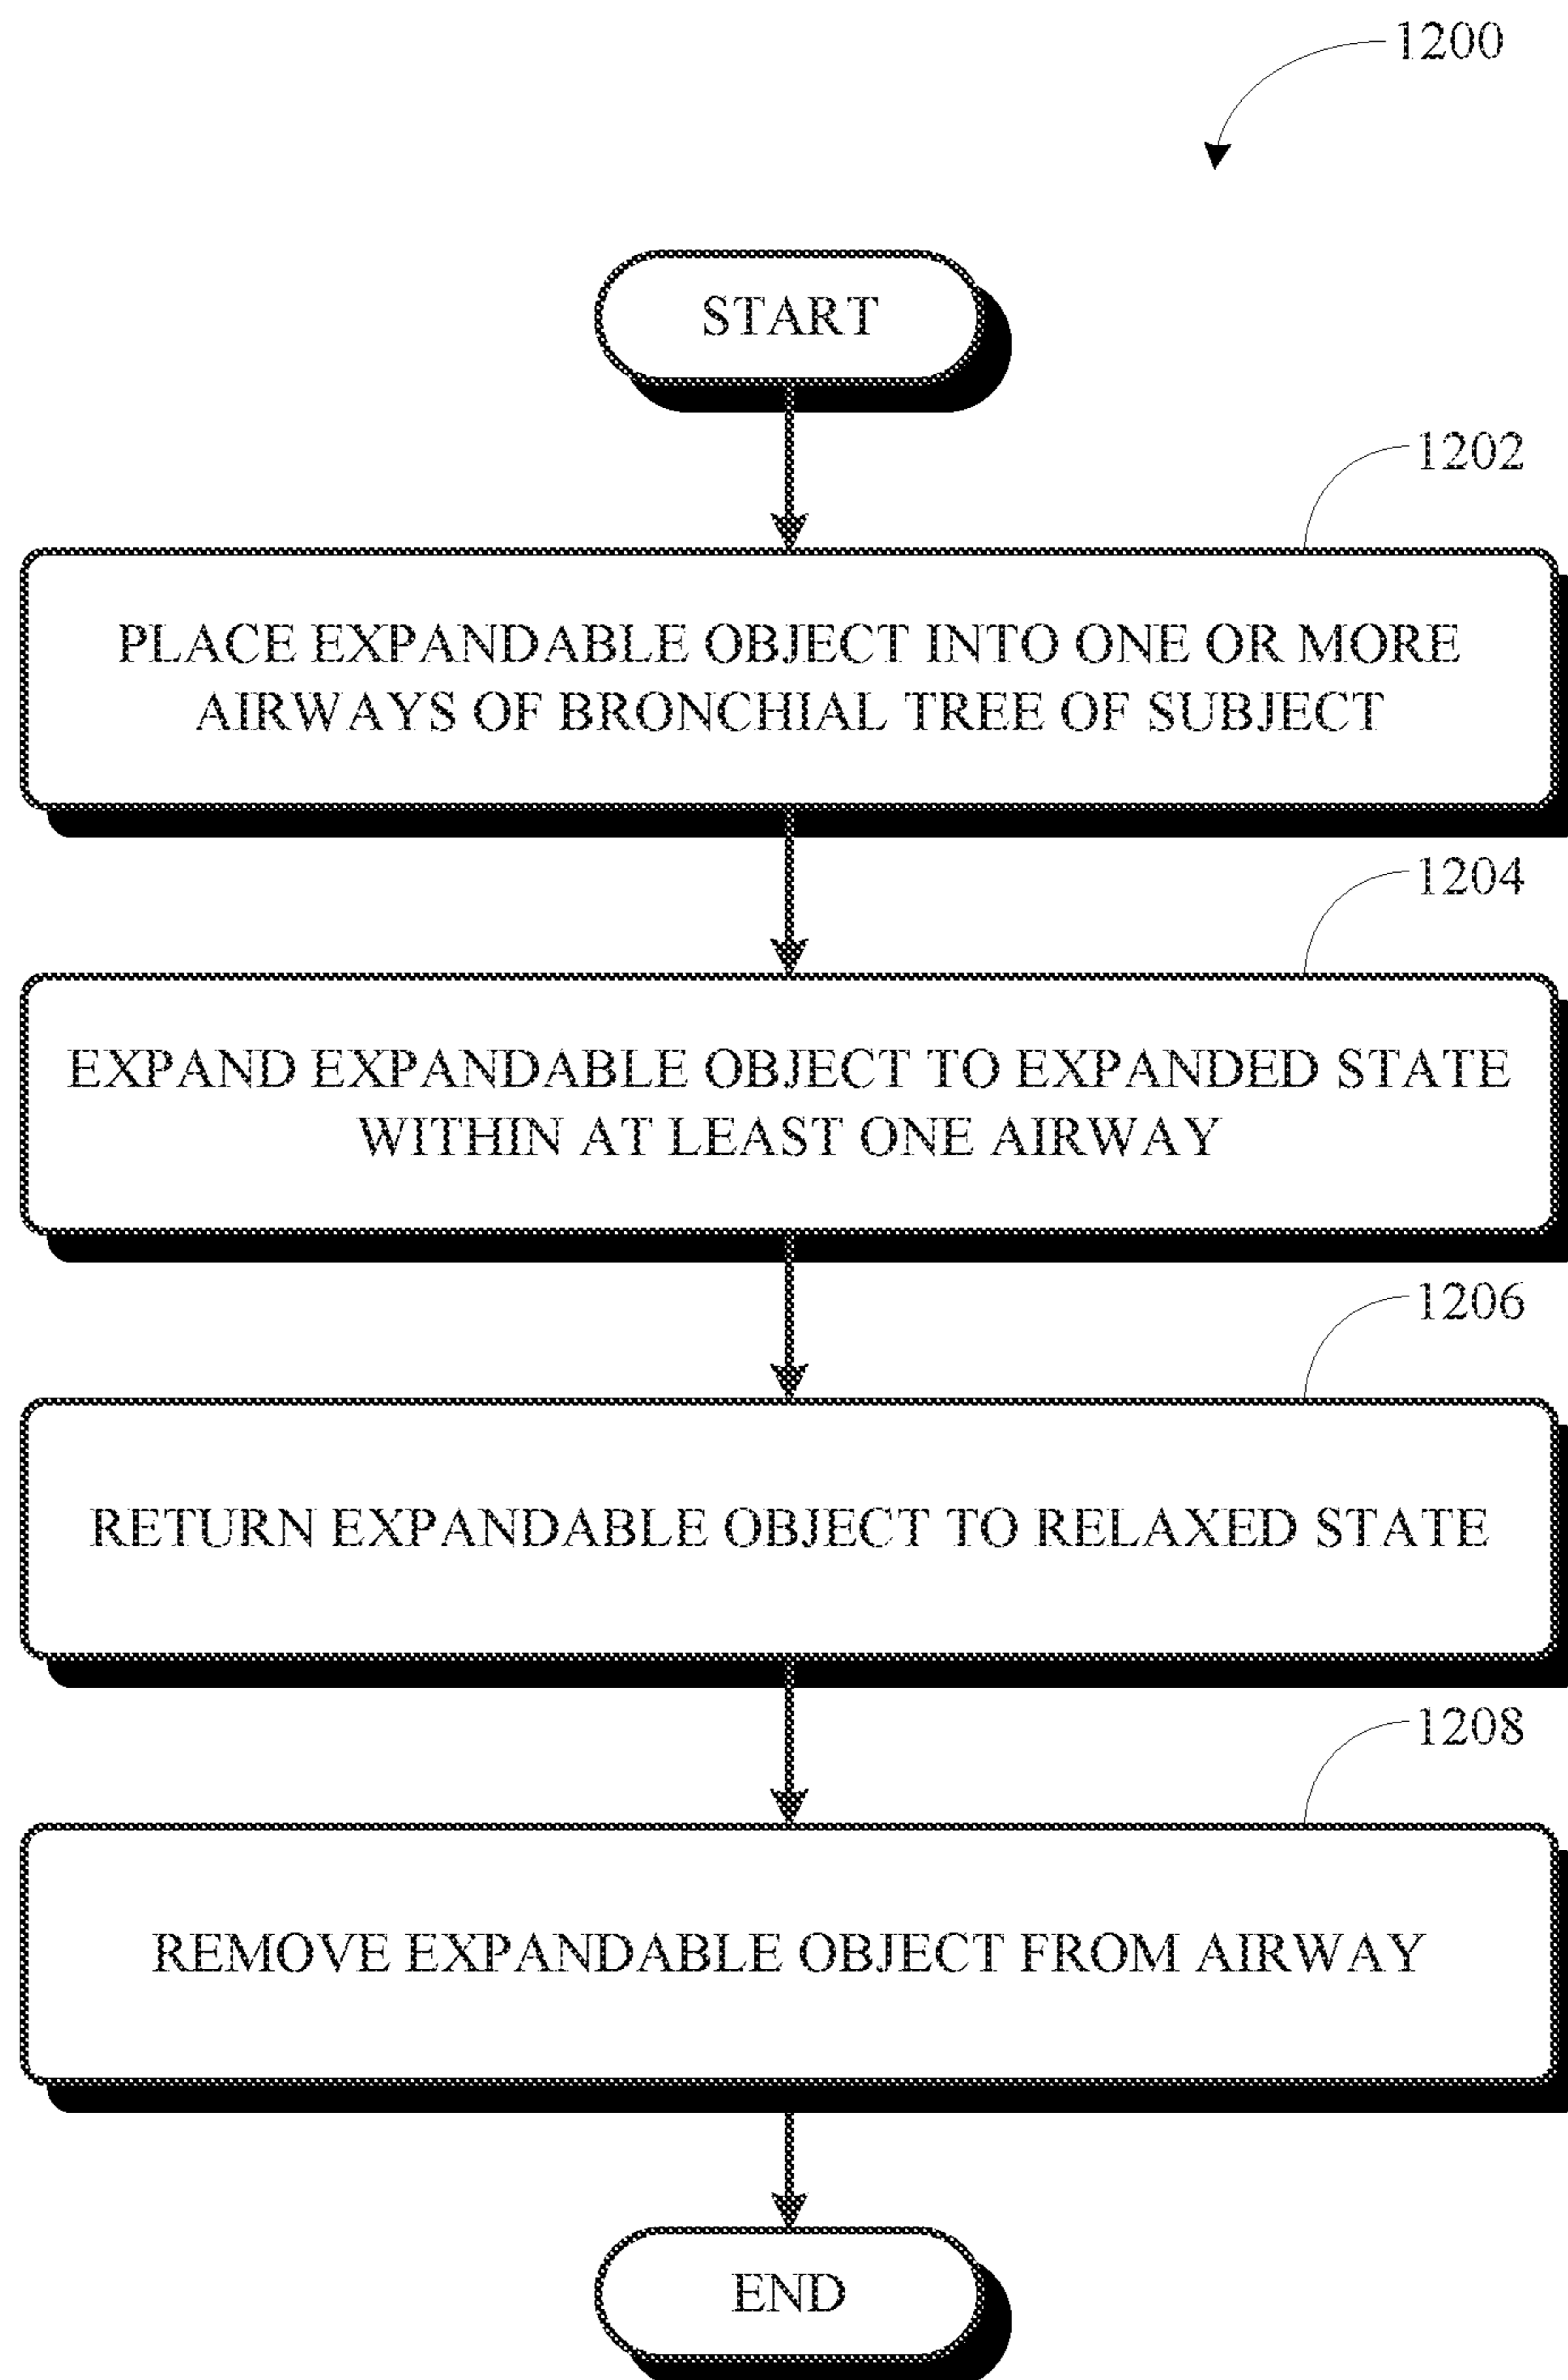 1200
START
1202
PLACE EXPANDABLE OBJECT INTO ONE OR MORE
AIRWAYS OF BRONCHIAL TREE OF SUBJECT
1204
EXPAND EXPANDABLE OBJECT TO EXPANDED STATE
WITHIN AT LEAST ONE AIRWAY
1206
RETURN EXPANDABLE OBJECT TO RELAXED STATE
1208
REMOVE EXPANDABLE OBJECT FROM AIRWAY
END